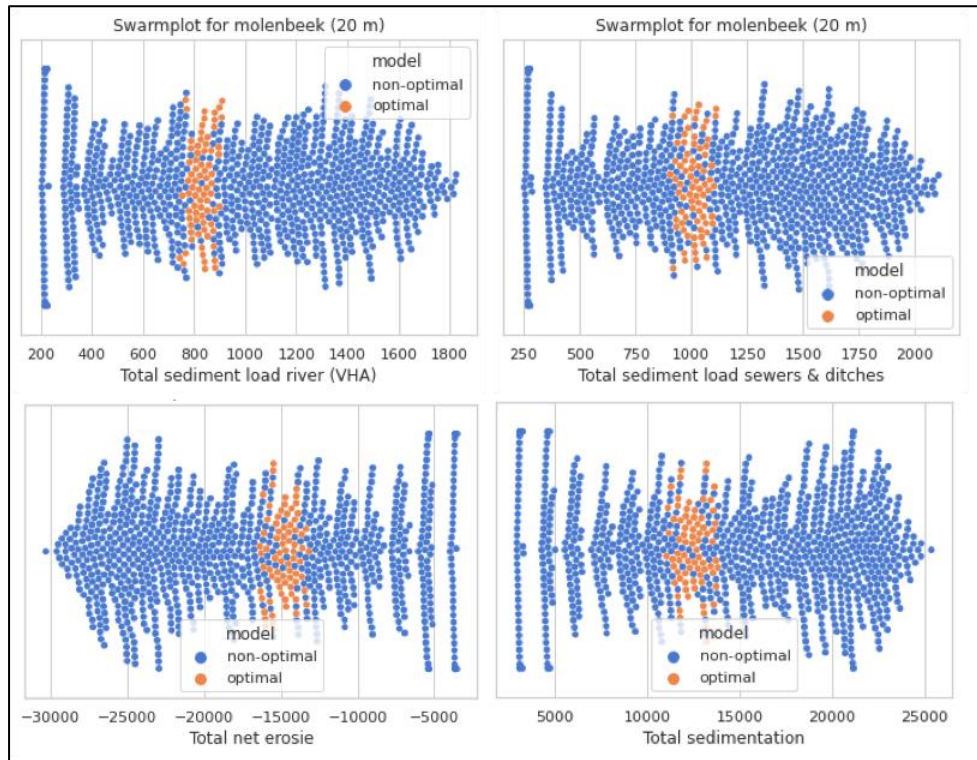 Swarmplot for molenbeek (20 m)
model
non-optimal
optimal
200 400 600 800 1000 1200 1400 1600 1800
Total sediment load river (VHA)
Swarmplot for molenbeek (20 m)
model
non-optimal
optimal
250 500 750 1000 1250 1500 1750 2000
Total sediment load sewers & ditches
model
non-optimal
optimal
−30000 −25000 −20000 −15000 −10000 −5000
Total net erosie
model
non-optimal
optimal
5000 10000 15000 20000 25000
Total sedimentation